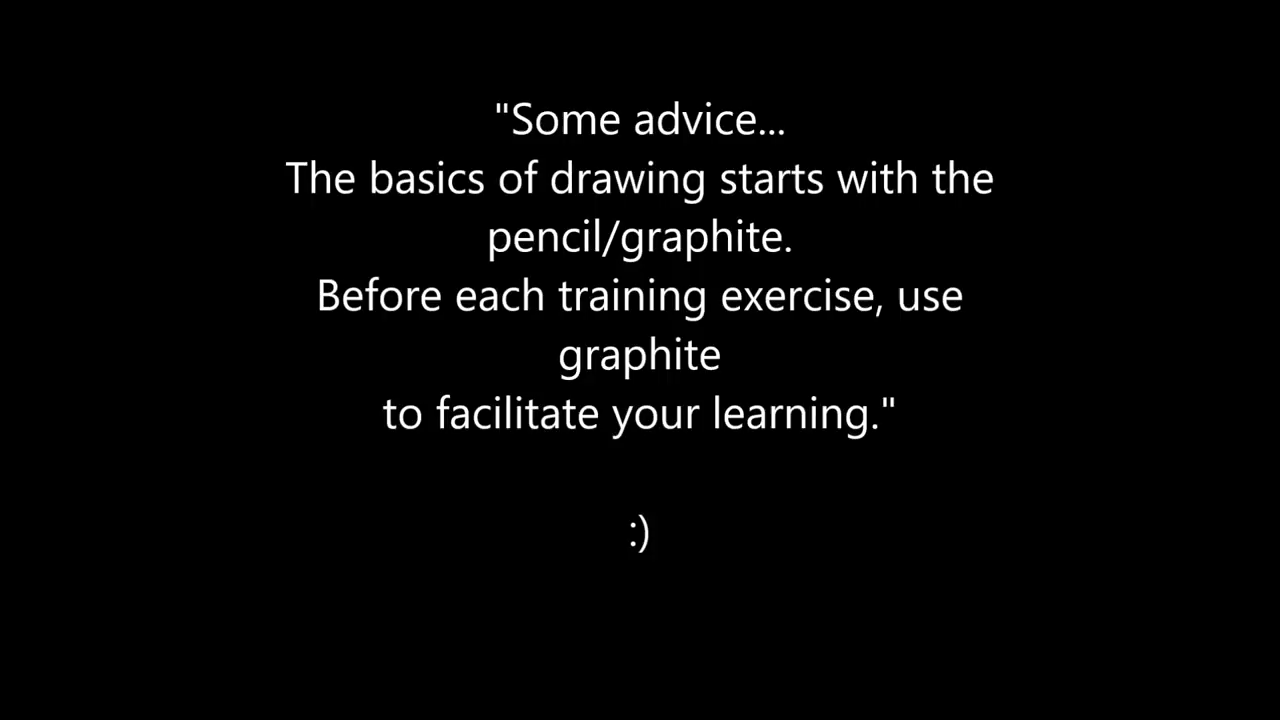 "Some advice...
The basics of drawing starts with the
pencil/graphite.
Before each training exercise, use
graphite
to facilitate your learning."
:)